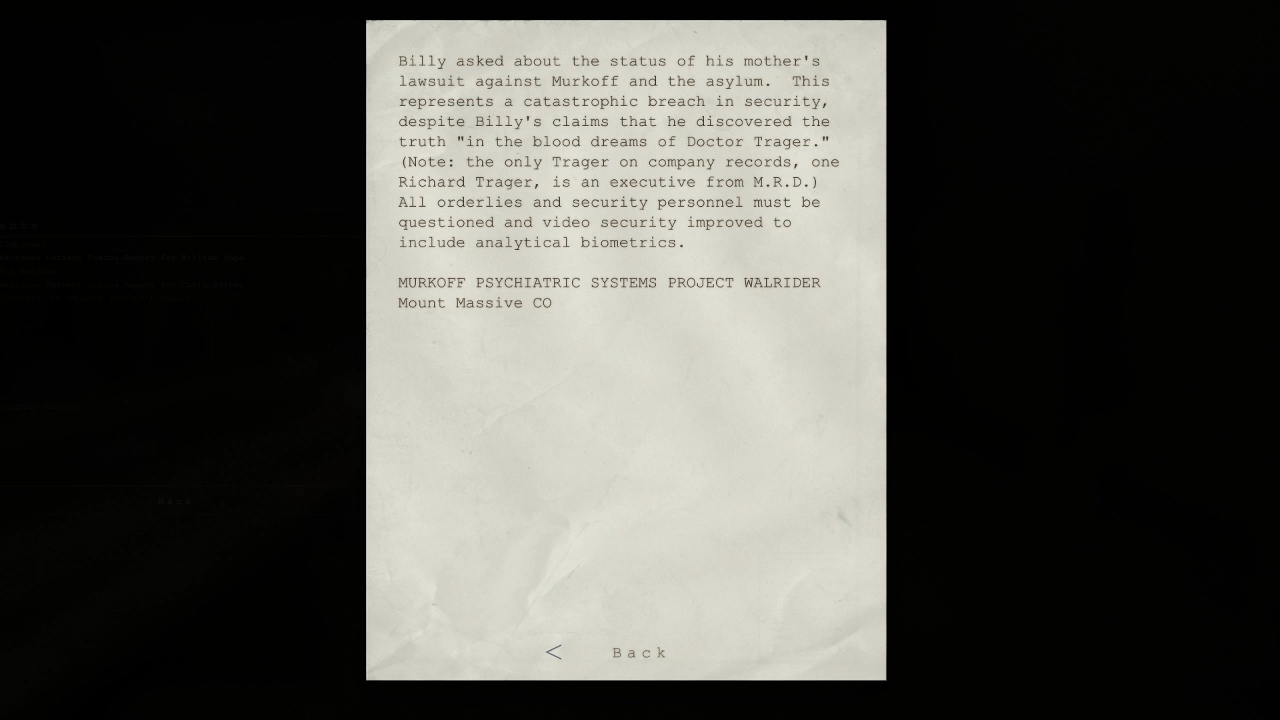 Billy asked about the status of his mother's
lawsuit against Murkoff and the asylum.  This
represents a catastrophic breach in security,
despite Billy's claims that he discovered the
truth "in the blood dreams of Doctor Trager."
(Note: the only Trager on company records, one
Richard Trager, is an executive from M.R.D.)
All orderlies and security personnel must be
questioned and video security improved to
include analytical biometrics.
MURKOFF PSYCHIATRIC SYSTEMS PROJECT WALRIDER
Mount Massive CO
< Back
Back